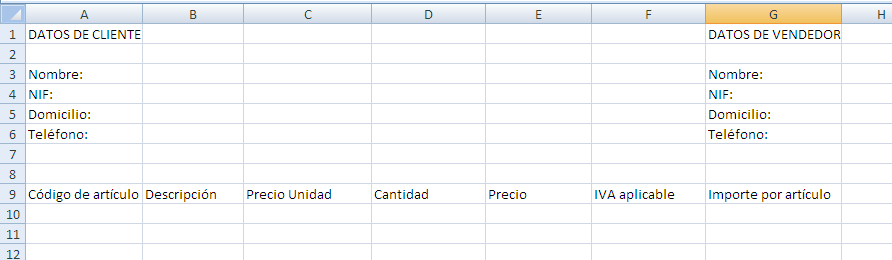 A B C D E F G H
1 DATOS DE CLIENTE DATOS DE VENDEDOR
2
3 Nombre: Nombre:
4 NIF: NIF:
5 Domicilio: Domicilio:
6 Teléfono: Teléfono:
7
8
9 Código de artículo Descripción Precio Unidad Cantidad Precio IVA aplicable Importe por artículo
10
11
12